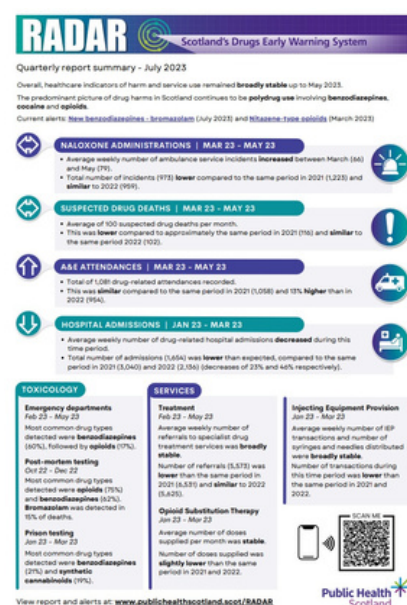 RADAR
Scotland's Drugs Early Warning System
Quarterly report summary - July 2023
Overall, healthcare indicators of harm and service use remained broadly stable up to May 2023.
The predominant picture of drug harms in Scotland continues to be polydrug use involving benzodiazepines,
cocaine and opioids.
Current alerts: New benzodiazepines - bromazolam (July 2023) and Nitazene-type opioids (March 2023)
NALOXONE ADMINISTRATIONS | MAR 23 - MAY 23
• Average weekly number of ambulance service incidents increased between March (66)
and May (79).
• Total number of incidents (973) lower compared to the same period in 2021 (1,223) and
similar to 2022 (959).
SUSPECTED DRUG DEATHS | MAR 23 - MAY 23
• Average of 100 suspected drug deaths per month.
• This was lower compared to approximately the same period in 2021 (116) and similar to
the same period 2022 (102).
A&E ATTENDANCES | MAR 23 - MAY 23
• Total of 1,081 drug-related attendances recorded.
• This was similar compared to the same period in 2021 (1,058) and 13% higher than in
2022 (954).
HOSPITAL ADMISSIONS | JAN 23 - MAR 23
• Average weekly number of drug-related hospital admissions decreased during this
time period.
• Total number of admissions (1,654) was lower than expected, compared to the same
period in 2021 (3,040) and 2022 (2,136) (decreases of 23% and 46% respectively).
TOXICOLOGY
Emergency departments
Feb 23 - May 23
Most common drug types
detected were benzodiazepines
(60%), followed by opioids (17%).
Post-mortem testing
Oct 22 - Dec 22
Most common drug types
detected were opioids (75%)
and benzodiazepines (62%).
Bromazolam was detected in
15% of deaths.
Prison testing
Jan 23 - Mar 23
Most common drug types
detected were benzodiazepines
(21%) and synthetic
cannabinoids (19%).
SERVICES
Treatment
Feb 23 - May 23
Average weekly number of
referrals to specialist drug
treatment services was broadly
stable.
Number of referrals (5,573) was
lower than the same period in
2021 (6,531) and similar to 2022
(5,625).
Opioid Substitution Therapy
Jan 23 - Mar 23
Average number of doses
supplied per month was stable.
Number of doses supplied was
slightly lower than the same
period in 2021 and 2022.
Injecting Equipment Provision
Jan 23 - Mar 23
Average weekly number of IEP
transactions and number of
syringes and needles distributed
were broadly stable.
Number of transactions during
this time period was lower than
the same period in 2021 and
2022.
SCAN ME
View report and alerts at: www.publichealthscotland.scot/RADAR
Public Health
Scotland